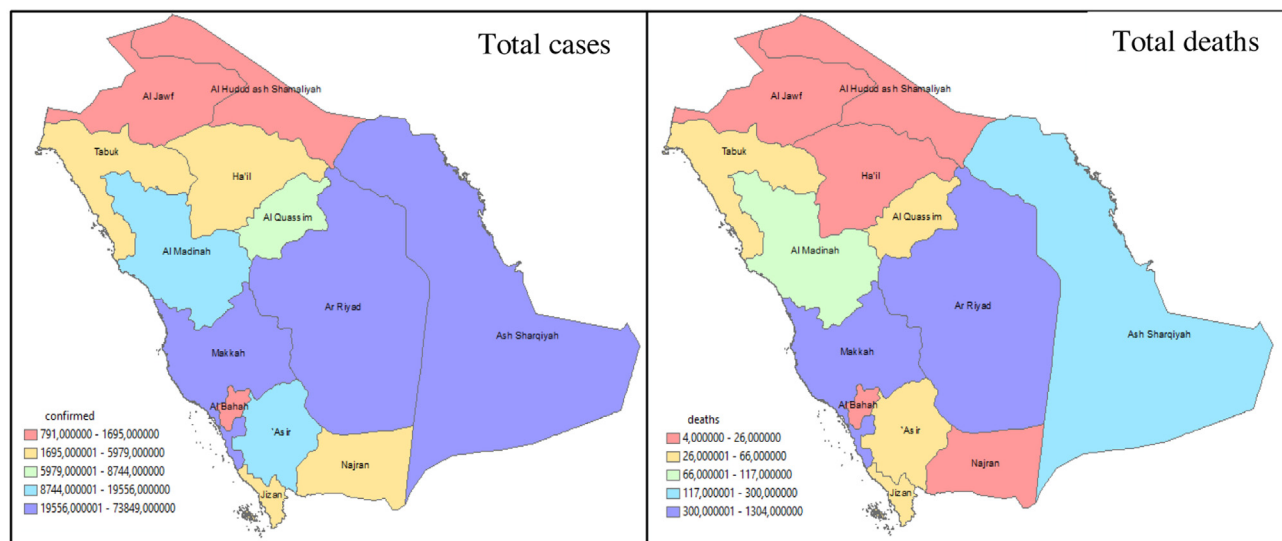 Total cases
Al Jawf
Al Hudud ash Shamaliyah
Tabuk
Ha'il
Al Quassim
Al Madinah
Ar Riyad
Ash Sharqiyah
Makkah
Al Bahah
'Asir
Najran
Jizan
confirmed
791,000000 - 1695,000000
1695,000001 - 5979,000000
5979,000001 - 8744,000000
8744,000001 - 19556,000000
19556,000001 - 73849,000000
Total deaths
Al Jawf
Al Hudud ash Shamaliyah
Tabuk
Ha'il
Al Quassim
Al Madinah
Ar Riyad
Ash Sharqiyah
Makkah
Al Bahah
'Asir
Najran
Jizan
deaths
4,000000 - 26,000000
26,000001 - 66,000000
66,000001 - 117,000000
117,000001 - 300,000000
300,000001 - 1304,000000